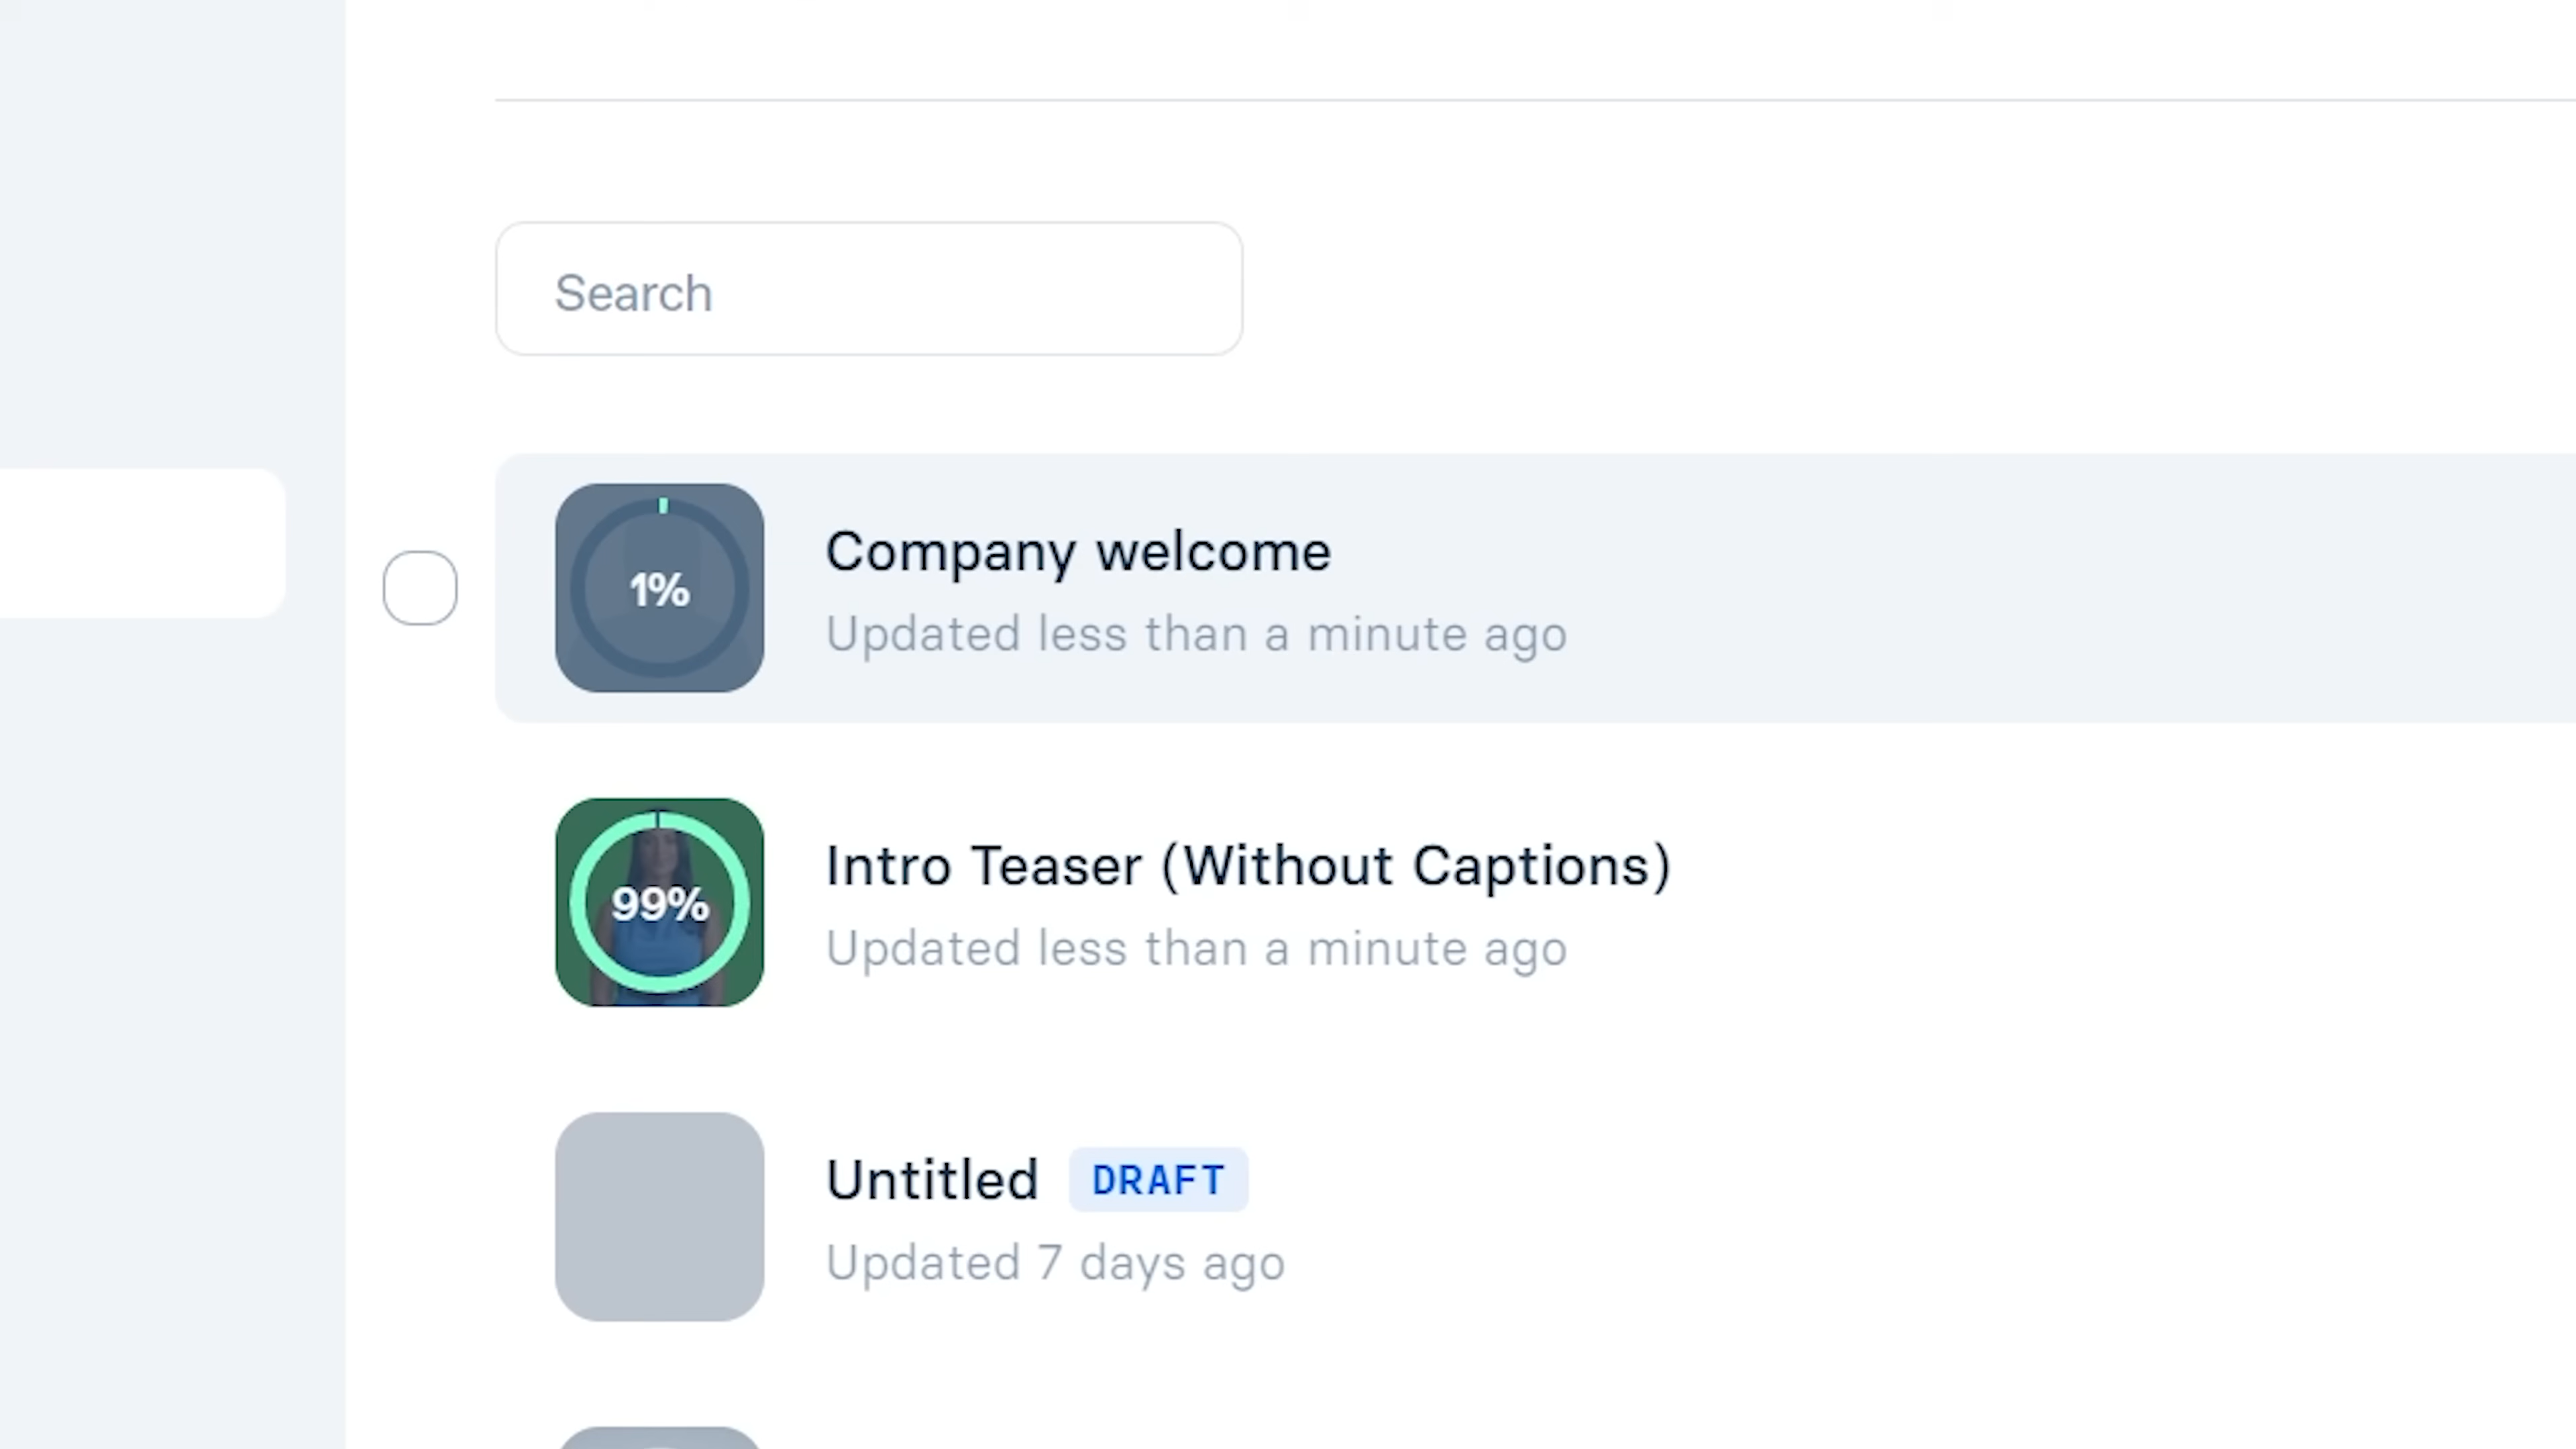 Search
1%
Company welcome
Updated less than a minute ago
99%
Intro Teaser (Without Captions)
Updated less than a minute ago
Untitled DRAFT
Updated 7 days ago